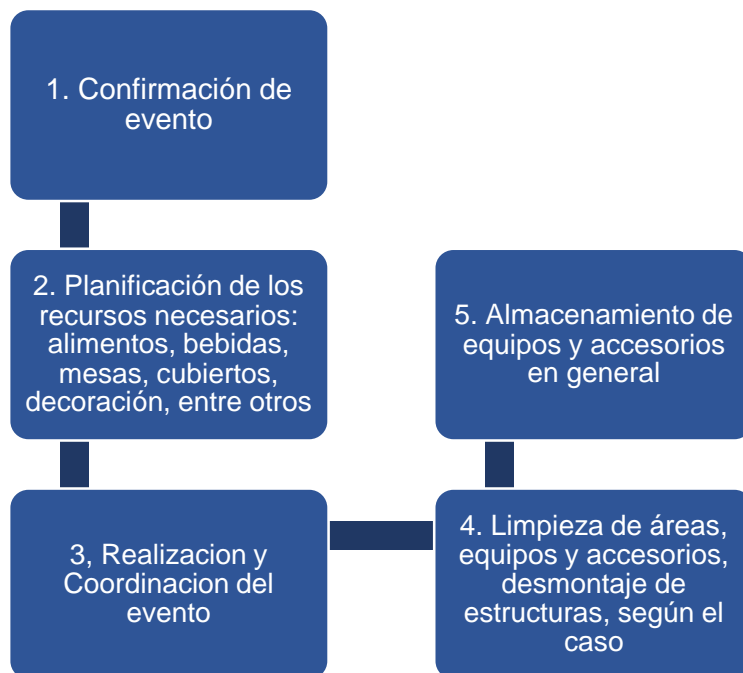 1. Confirmación de
evento
2. Planificación de los
recursos necesarios:
alimentos, bebidas,
mesas, cubiertos,
decoración, entre otros
3, Realizacion y
Coordinacion del
evento
4. Limpieza de áreas,
equipos y accesorios,
desmontaje de
estructuras, según el
caso
5. Almacenamiento de
equipos y accesorios
en general